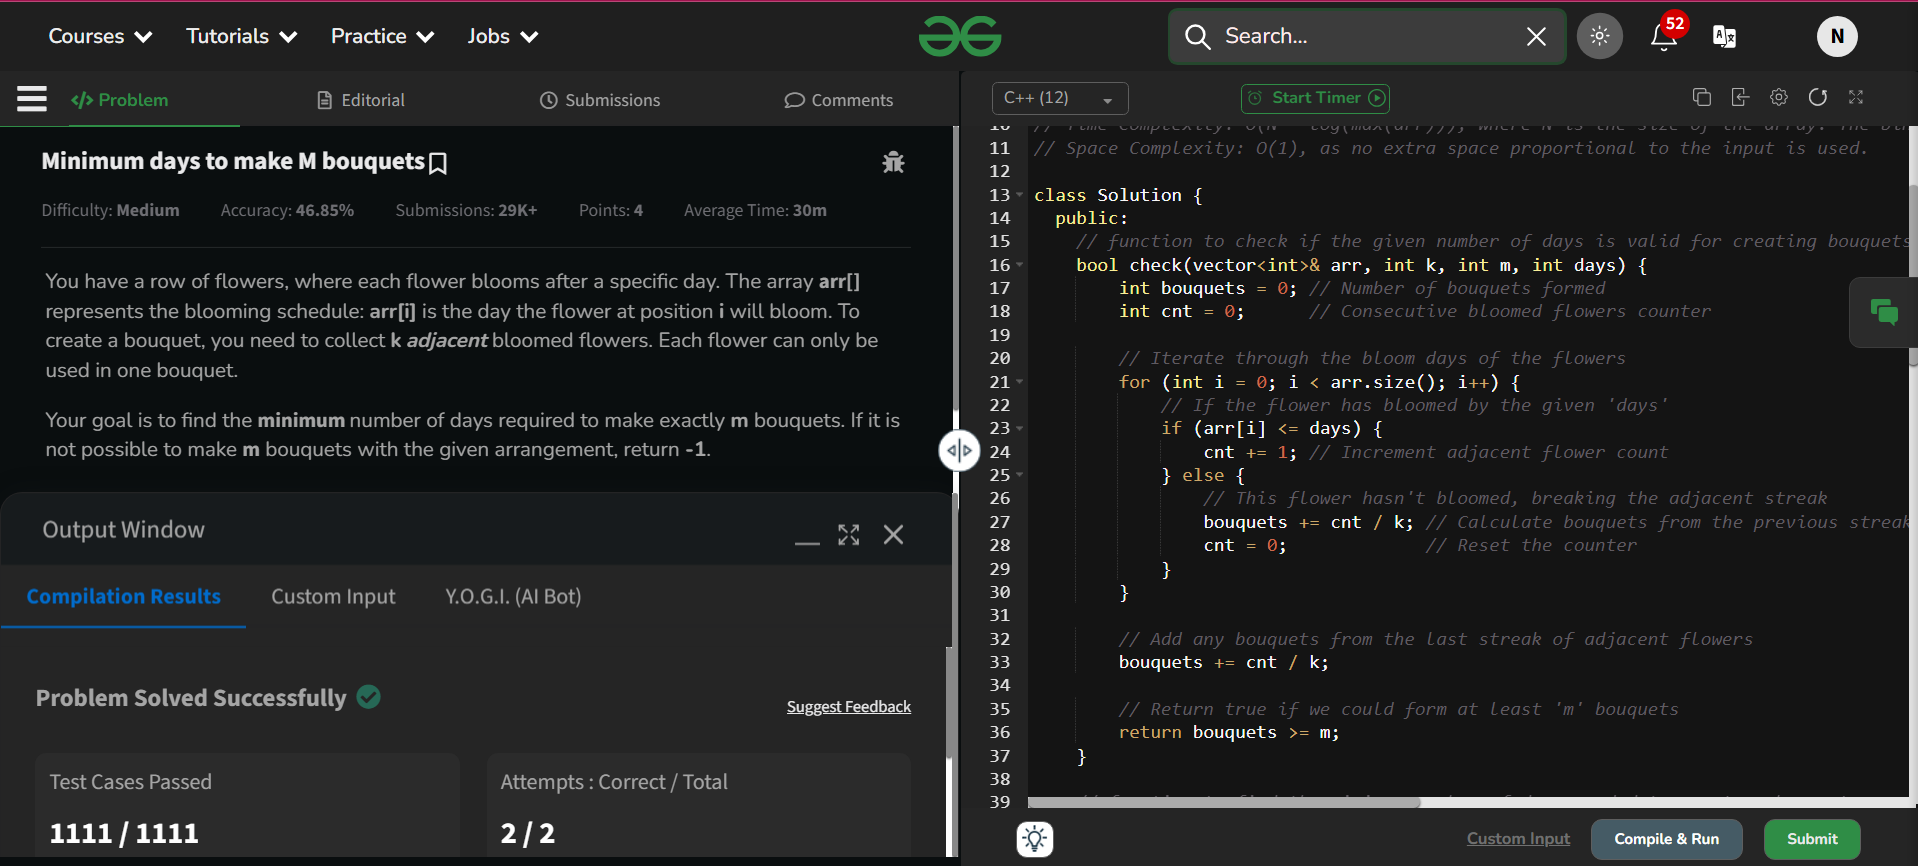 Courses Tutorials Practice Jobs
Search...
52
N
Problem Editorial Submissions Comments
Minimum days to make M bouquets
Difficulty: Medium Accuracy: 46.85% Submissions: 29K+ Points: 4 Average Time: 30m
You have a row of flowers, where each flower blooms after a specific day. The array arr[]
represents the blooming schedule: arr[i] is the day the flower at position i will bloom. To
create a bouquet, you need to collect k adjacent bloomed flowers. Each flower can only be
used in one bouquet.
Your goal is to find the minimum number of days required to make exactly m bouquets. If it is
not possible to make m bouquets with the given arrangement, return -1.
Output Window
Compilation Results Custom Input Y.O.G.I. (AI Bot)
Problem Solved Successfully
Suggest Feedback
Test Cases Passed
1111 / 1111
Attempts : Correct / Total
2 / 2
C++ (12)
Start Timer
11 // Space Complexity: O(1), as no extra space proportional to the input is used.
12
13 class Solution {
14 public:
15 // function to check if the given number of days is valid for creating bouquets
16 bool check(vector<int>& arr, int k, int m, int days) {
17 int bouquets = 0; // Number of bouquets formed
18 int cnt = 0; // Consecutive bloomed flowers counter
19
20 // Iterate through the bloom days of the flowers
21 for (int i = 0; i < arr.size(); i++) {
22 // If the flower has bloomed by the given 'days'
23 if (arr[i] <= days) {
24 cnt += 1; // Increment adjacent flower count
25 } else {
26 // This flower hasn't bloomed, breaking the adjacent streak
27 bouquets += cnt / k; // Calculate bouquets from the previous streak
28 cnt = 0; // Reset the counter
29 }
30 }
31
32 // Add any bouquets from the last streak of adjacent flowers
33 bouquets += cnt / k;
34
35 // Return true if we could form at least 'm' bouquets
36 return bouquets >= m;
37 }
38
39
Custom Input Compile & Run Submit